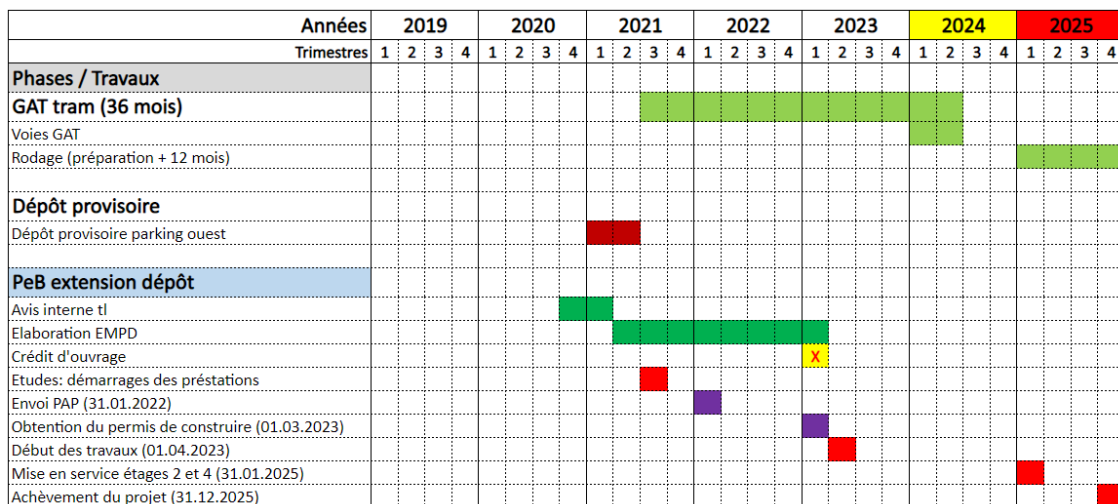 Années 2019 2020 2021 2022 2023 2024 2025
Trimestres 1 2 3 4 1 2 3 4 1 2 3 4 1 2 3 4 1 2 3 4 1 2 3 4 1 2 3 4
Phases / Travaux
GAT tram (36 mois)
Voies GAT
Rodage (préparation + 12 mois)
Dépôt provisoire
Dépôt provisoire parking ouest
PeB extension dépôt
Avis interne tl
Elaboration EMPD
Crédit d'ouvrage X
Etudes: démarrages des préstations
Envoi PAP (31.01.2022)
Obtention du permis de construire (01.03.2023)
Début des travaux (01.04.2023)
Mise en service étages 2 et 4 (31.01.2025)
Achèvement du projet (31.12.2025)